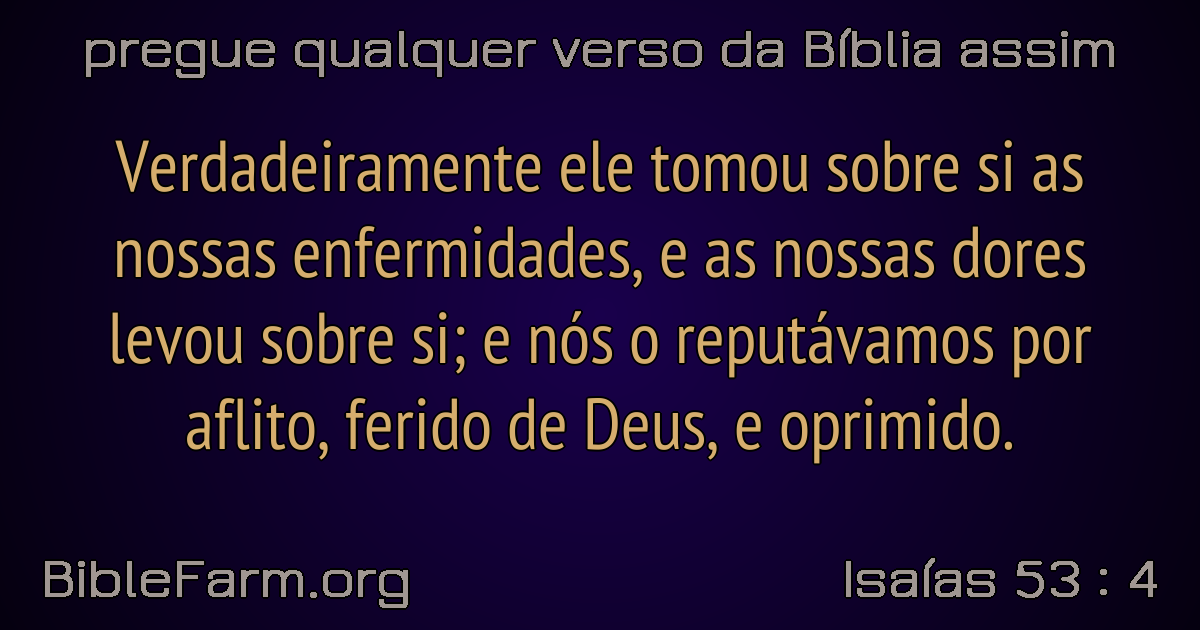 pregue qualquer verso da Bíblia assim
Verdadeiramente ele tomou sobre si as
nossas enfermidades, e as nossas dores
levou sobre si; e nós o reputávamos por
aflito, ferido de Deus, e oprimido.
BibleFarm.org
Isaías 53 : 4